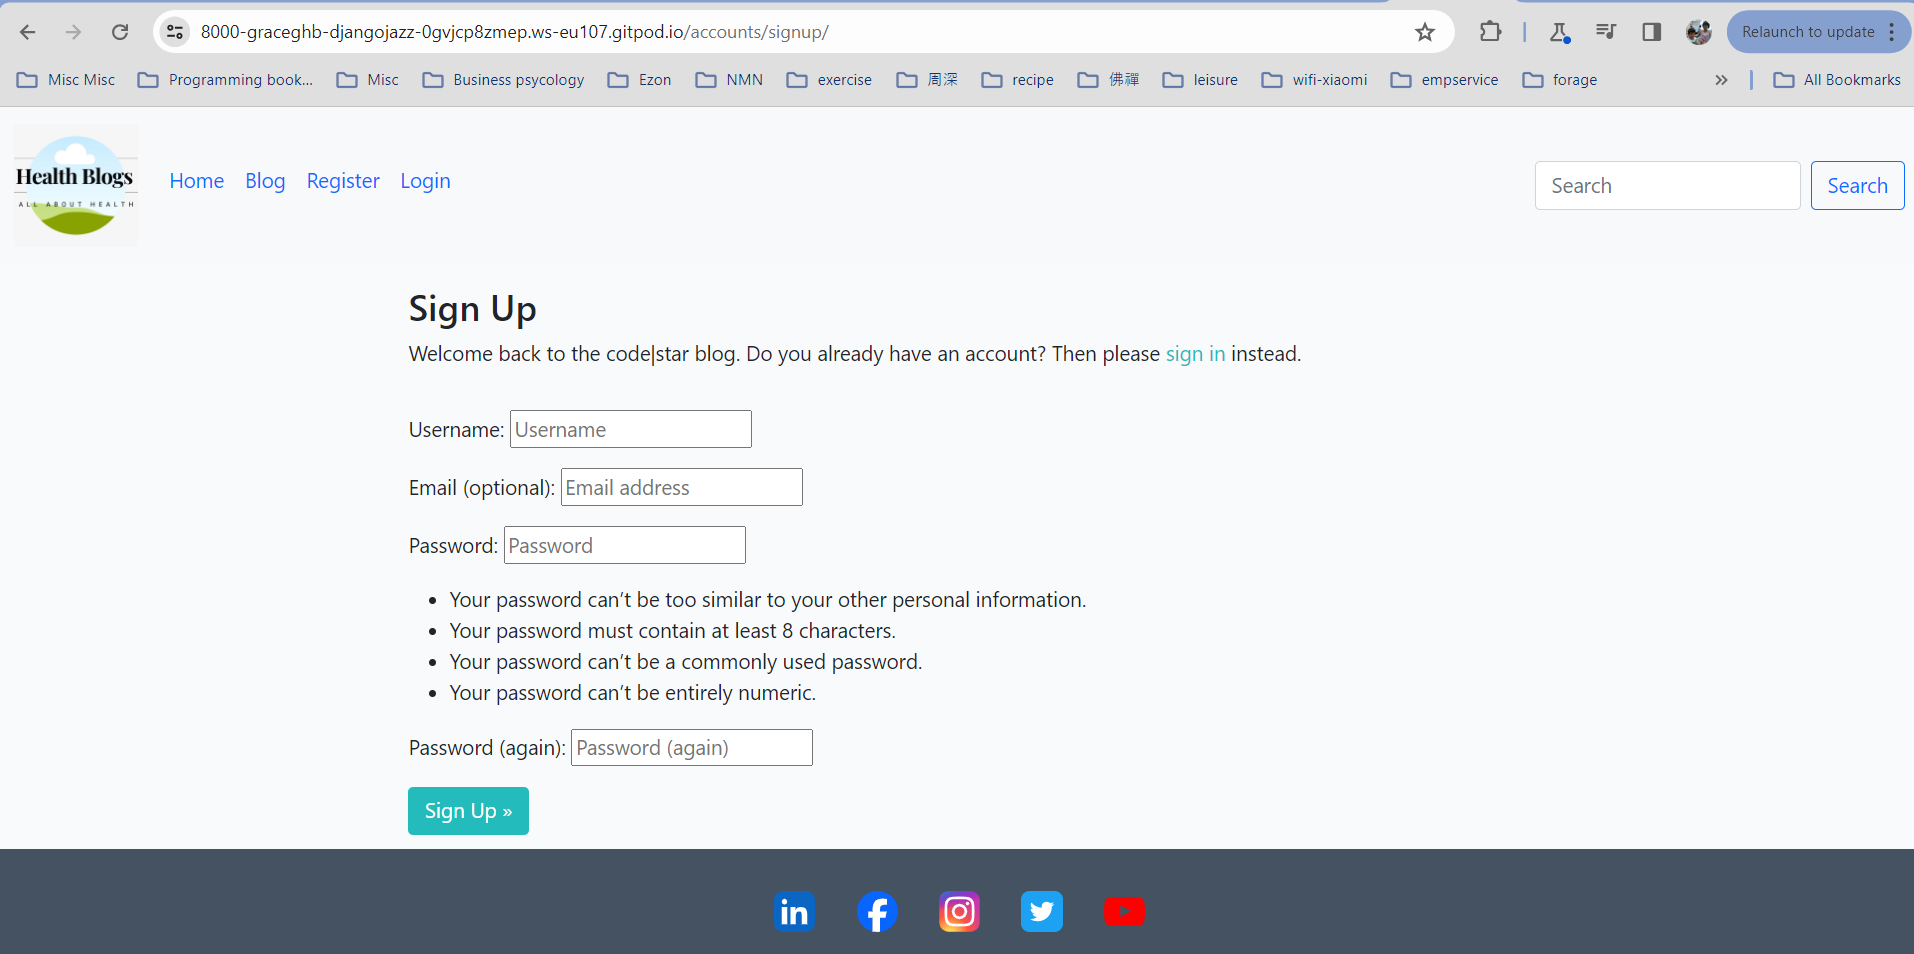 8000-graceghb-djangojazz-0gvjcp8zmep.ws-eu107.gitpod.io/accounts/signup/
Relaunch to update
Misc Misc
Programming book...
Misc
Business psycology
Ezon
NMN
exercise
周深
recipe
佛禪
leisure
wifi-xiaomi
empservice
forage
»
All Bookmarks
Health Blogs
ALL ABOUT HEALTH
Home
Blog
Register
Login
Search
Search
Sign Up
Welcome back to the code|star blog. Do you already have an account? Then please sign in instead.
Username: Username
Email (optional): Email address
Password: Password
• Your password can’t be too similar to your other personal information.
• Your password must contain at least 8 characters.
• Your password can’t be a commonly used password.
• Your password can’t be entirely numeric.
Password (again): Password (again)
Sign Up »
in